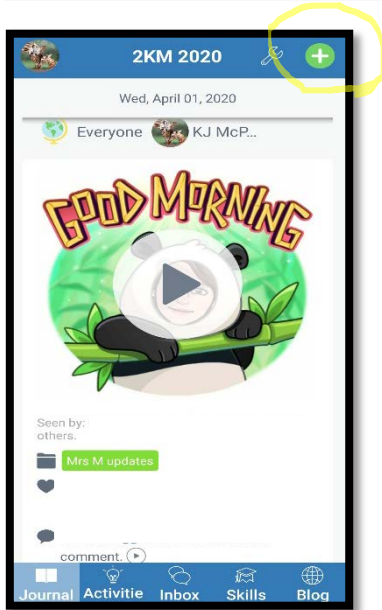 2KM 2020
Wed, April 01, 2020
Everyone KJ McP...
GOOD MORNING
Seen by:
others.
Mrs M updates
comment.
Journal Activitie Inbox Skills Blog